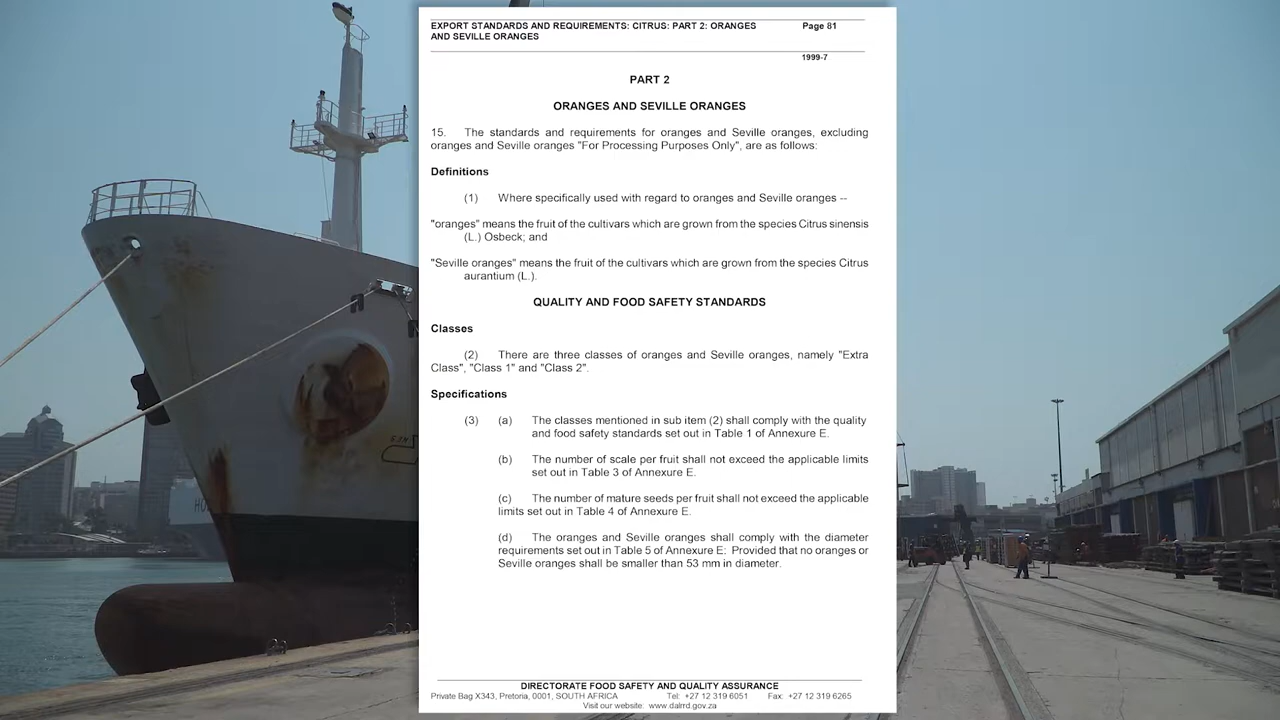 EXPORT STANDARDS AND REQUIREMENTS: CITRUS: PART 2: ORANGES
AND SEVILLE ORANGES
Page 81
1999-7
PART 2
ORANGES AND SEVILLE ORANGES
15. The standards and requirements for oranges and Seville oranges, excluding
oranges and Seville oranges "For Processing Purposes Only", are as follows:
Definitions
(1) Where specifically used with regard to oranges and Seville oranges --
"oranges" means the fruit of the cultivars which are grown from the species Citrus sinensis
(L.) Osbeck; and
"Seville oranges" means the fruit of the cultivars which are grown from the species Citrus
aurantium (L.).
QUALITY AND FOOD SAFETY STANDARDS
Classes
(2) There are three classes of oranges and Seville oranges, namely "Extra
Class", "Class 1" and "Class 2".
Specifications
(3) (a) The classes mentioned in sub item (2) shall comply with the quality
and food safety standards set out in Table 1 of Annexure E.
(b) The number of scale per fruit shall not exceed the applicable limits
set out in Table 3 of Annexure E.
(c) The number of mature seeds per fruit shall not exceed the applicable
limits set out in Table 4 of Annexure E.
(d) The oranges and Seville oranges shall comply with the diameter
requirements set out in Table 5 of Annexure E: Provided that no oranges or
Seville oranges shall be smaller than 53 mm in diameter.
DIRECTORATE FOOD SAFETY AND QUALITY ASSURANCE
Private Bag X343, Pretoria, 0001, SOUTH AFRICA Tel: +27 12 319 6051 Fax: +27 12 319 6265
Visit our website: www.dalrrd.gov.za